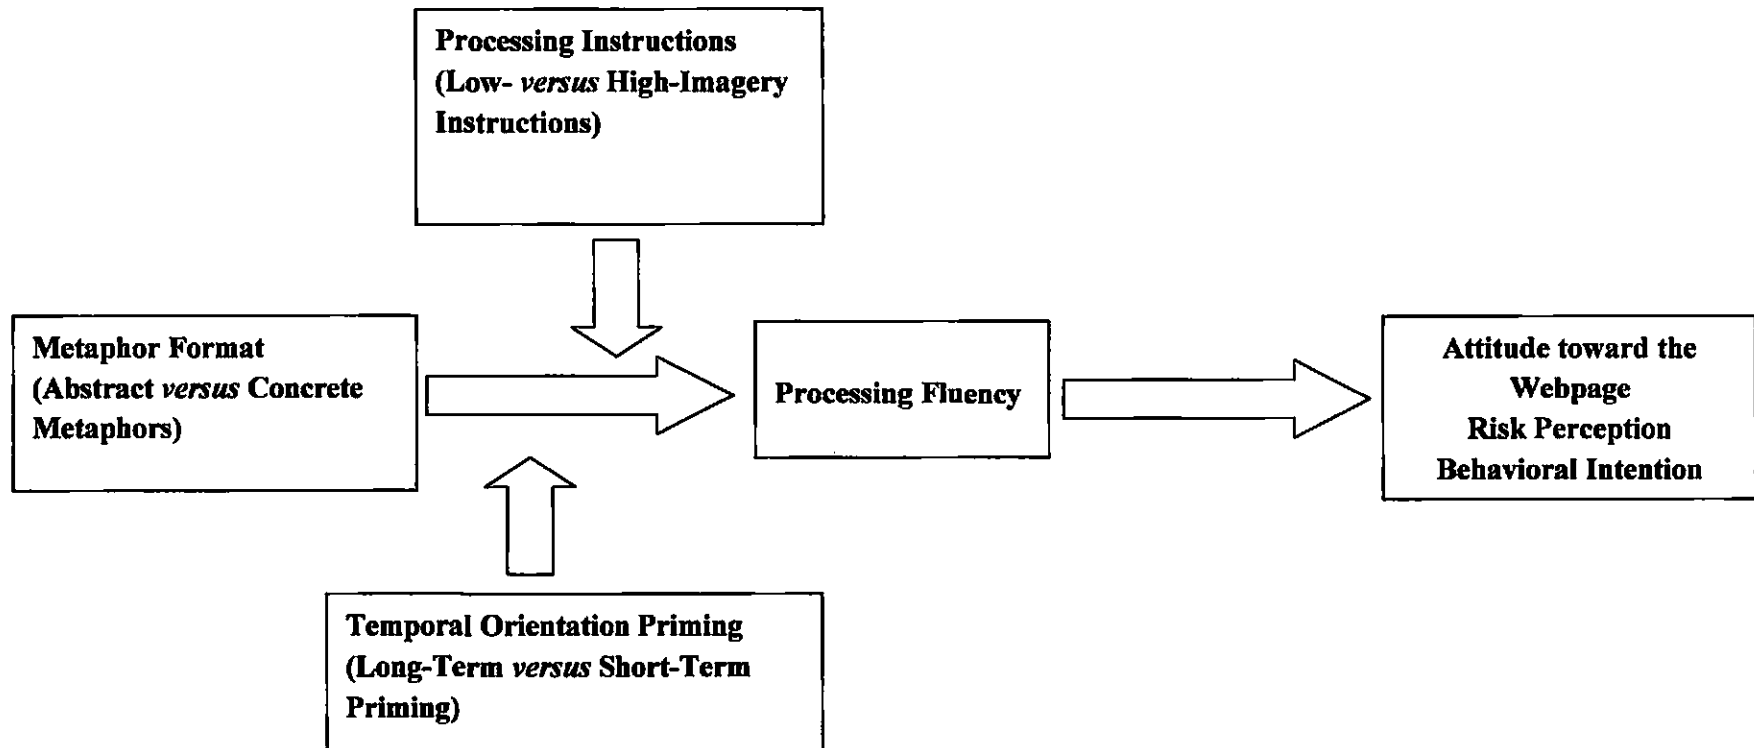 Processing Instructions
(Low- versus High-Imagery
Instructions)
Metaphor Format
(Abstract versus Concrete
Metaphors)
Processing Fluency
Attitude toward the
Webpage
Risk Perception
Behavioral Intention
Temporal Orientation Priming
(Long-Term versus Short-Term
Priming)